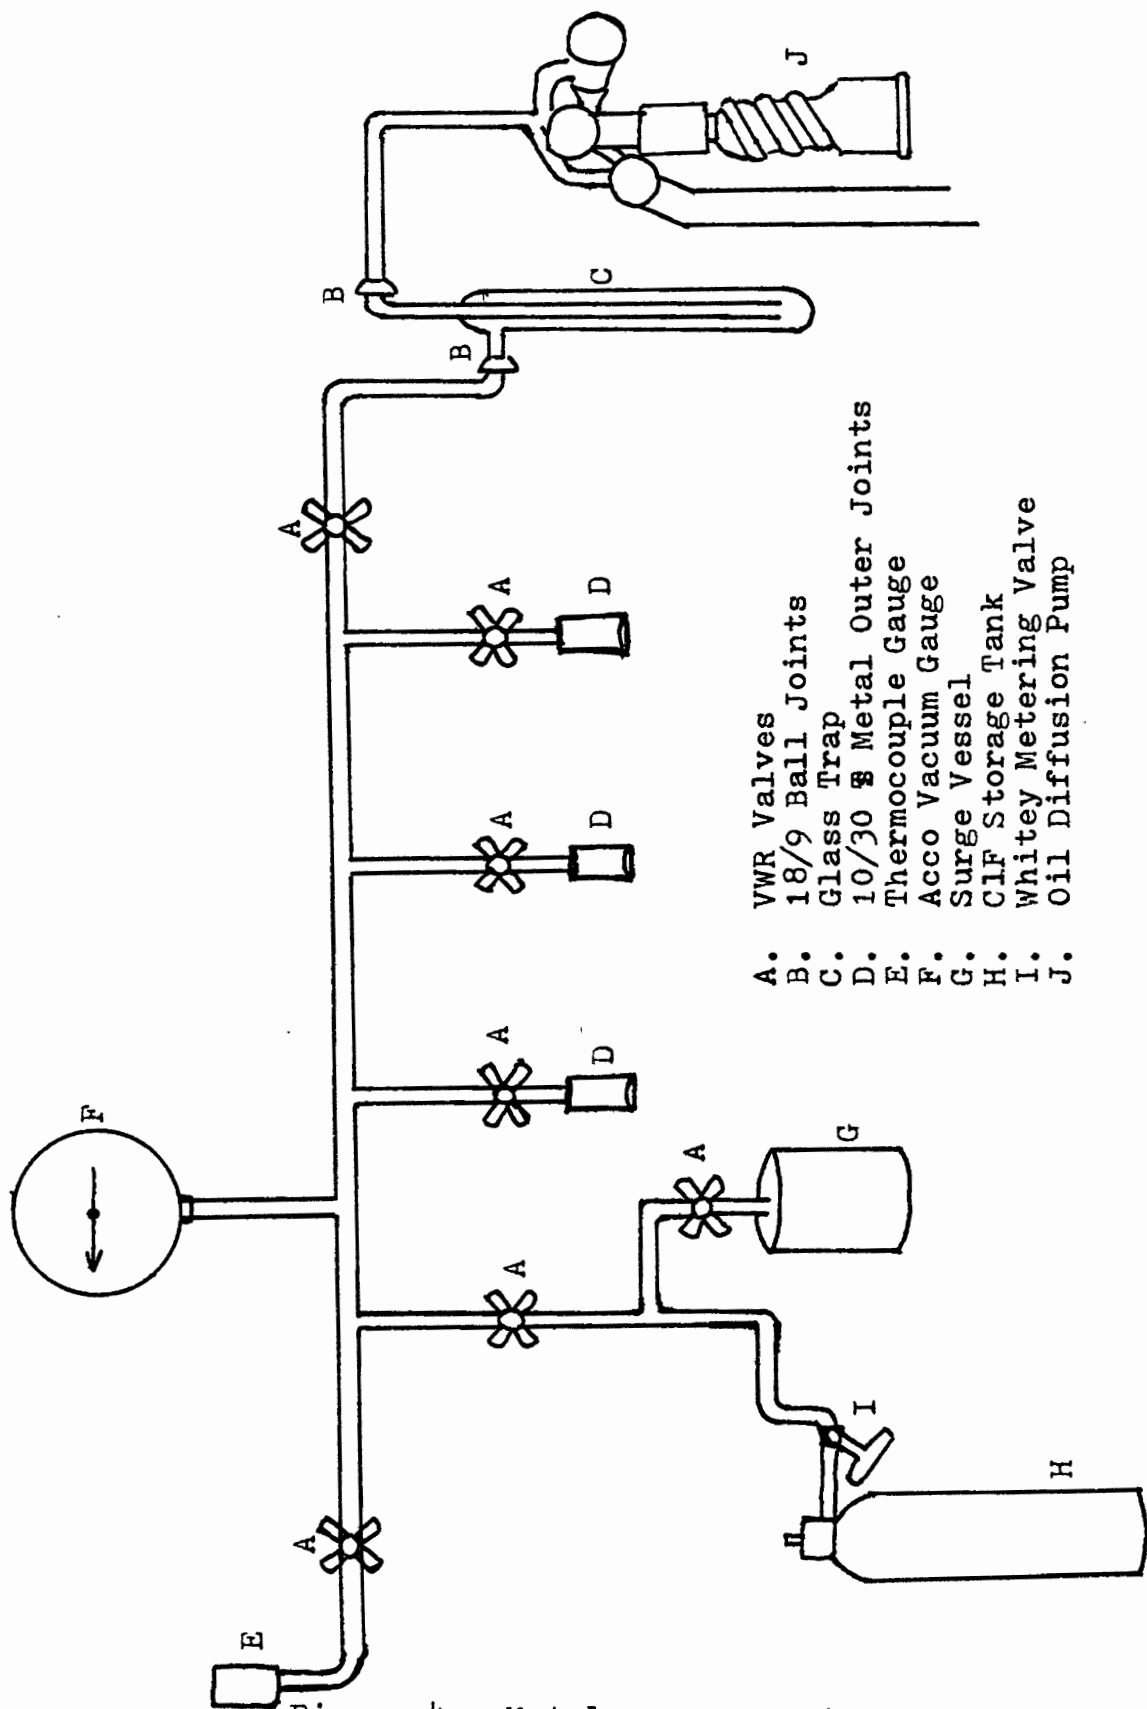 F
E
A
A
B
B
C
J
A
D
A
D
A
D
A
A
G
I
H
A. VWR Valves
B. 18/9 Ball Joints
C. Glass Trap
D. 10/30 Metal Outer Joints
E. Thermocouple Gauge
F. Acco Vacuum Gauge
G. Surge Vessel
H. ClF Storage Tank
I. Whitey Metering Valve
J. Oil Diffusion Pump